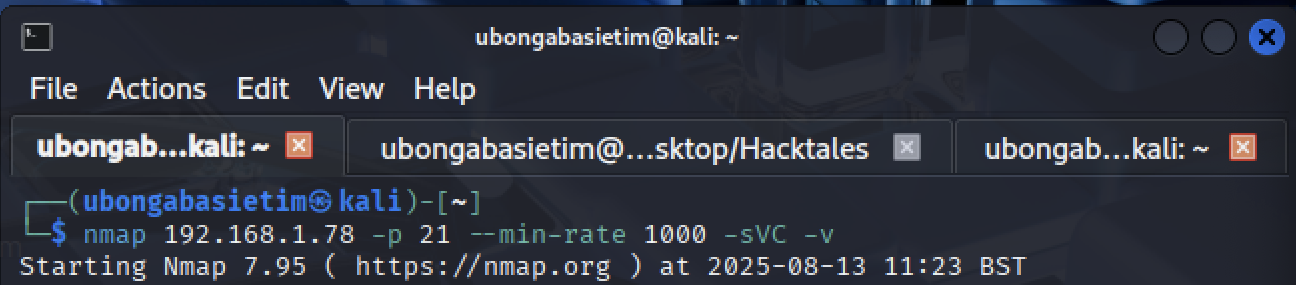 ubongabasietim@kali: ~
File Actions Edit View Help
ubongab...kali: ~ ubongabasietim@...sktop/Hacktales ubongab...kali: ~
(ubongabasietim㉿kali)-[~]
$ nmap 192.168.1.78 -p 21 --min-rate 1000 -sVC -v
Starting Nmap 7.95 ( https://nmap.org ) at 2025-08-13 11:23 BST